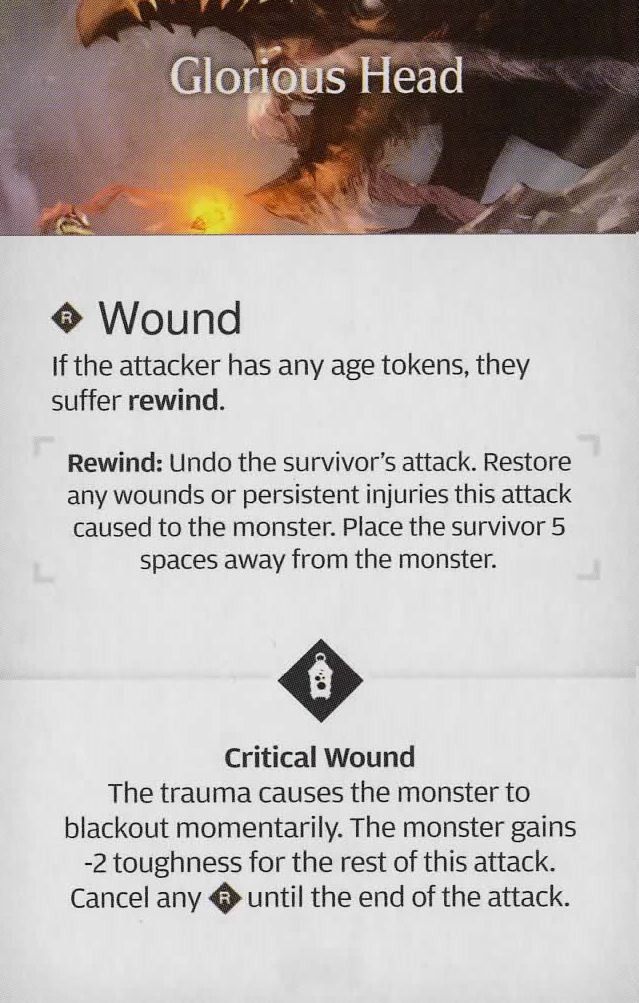 Glorious Head
R Wound
If the attacker has any age tokens, they
suffer rewind.
Rewind: Undo the survivor's attack. Restore
any wounds or persistent injuries this attack
caused to the monster. Place the survivor 5
spaces away from the monster.
Critical Wound
The trauma causes the monster to
blackout momentarily. The monster gains
-2 toughness for the rest of this attack.
Cancel any R until the end of the attack.